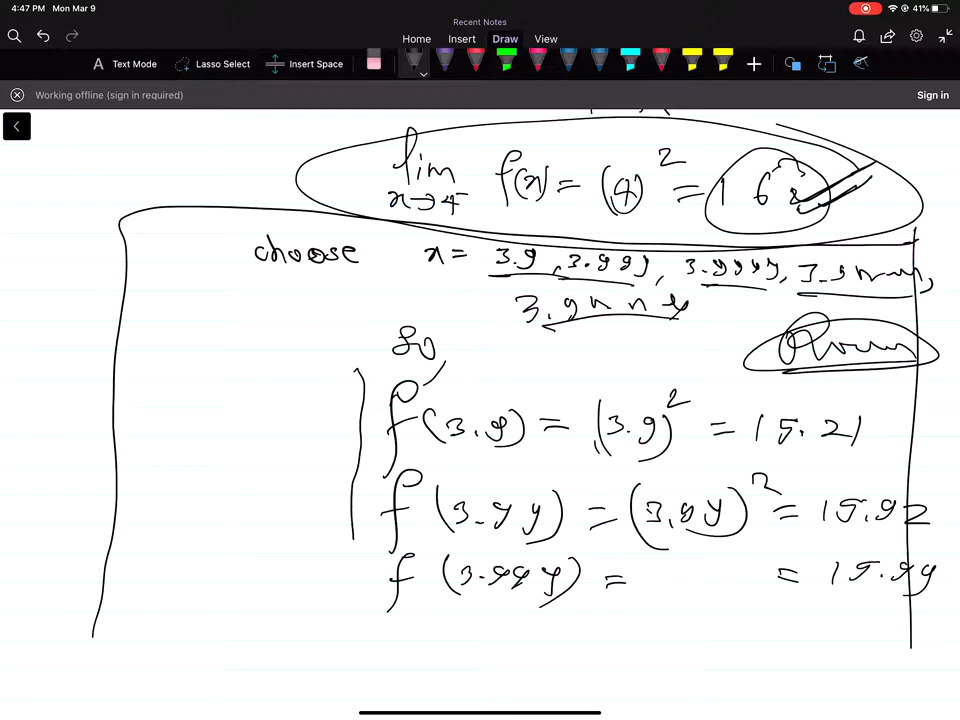 4:47 PM Mon Mar 9
41%
Recent Notes
Home Insert Draw View
Text Mode Lasso Select Insert Space
Working offline (sign in required) Sign in
lim x→4⁻ f(x) = (4)² = 16
choose x = 3.9, 3.999, 3.9999,
So,
f(3.9) = (3.9)² = 15.21
f(3.99) = (3.99)² = 15.92
f(3.999) = = 15.99